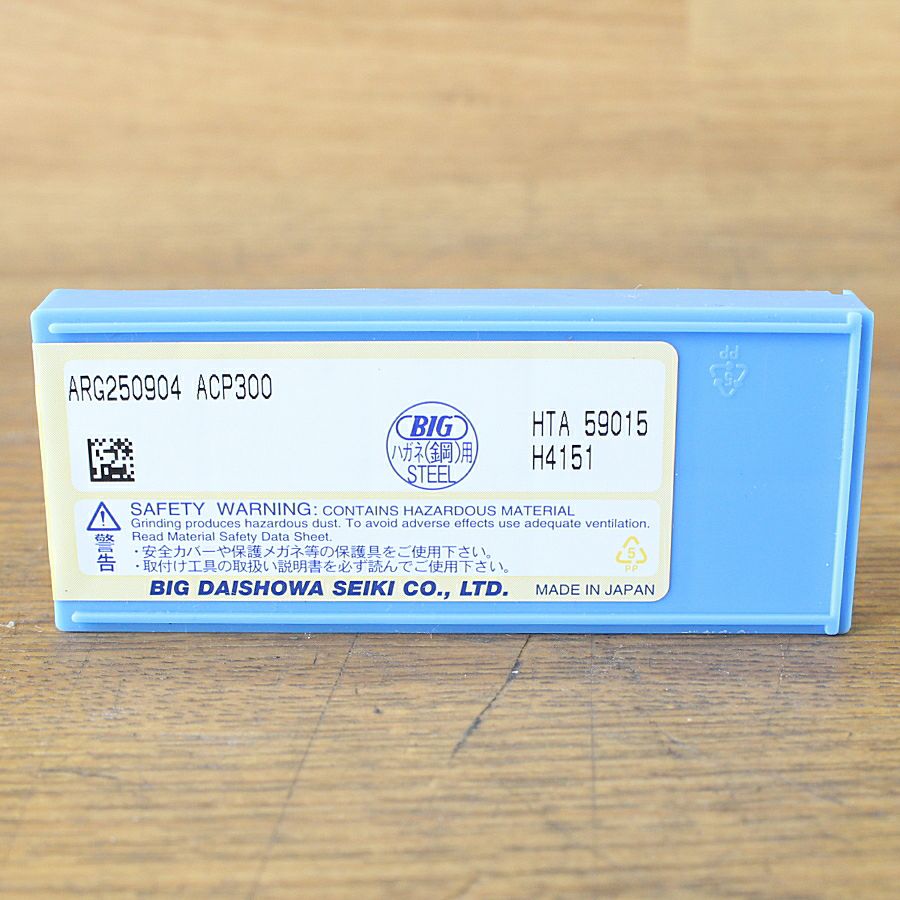 ARG250904 ACP300
BIG
ハガネ(鋼)用
STEEL
HTA 59015
H4151
SAFETY WARNING: CONTAINS HAZARDOUS MATERIAL
Grinding produces hazardous dust. To avoid adverse effects use adequate ventilation.
Read Material Safety Data Sheet.
警告
・安全カバーや保護メガネ等の保護具をご使用下さい。
・取付け工具の取扱い説明書を必ず読んでご使用下さい。
5
PP
BIG DAISHOWA SEIKI CO., LTD.
MADE IN JAPAN
PP
5